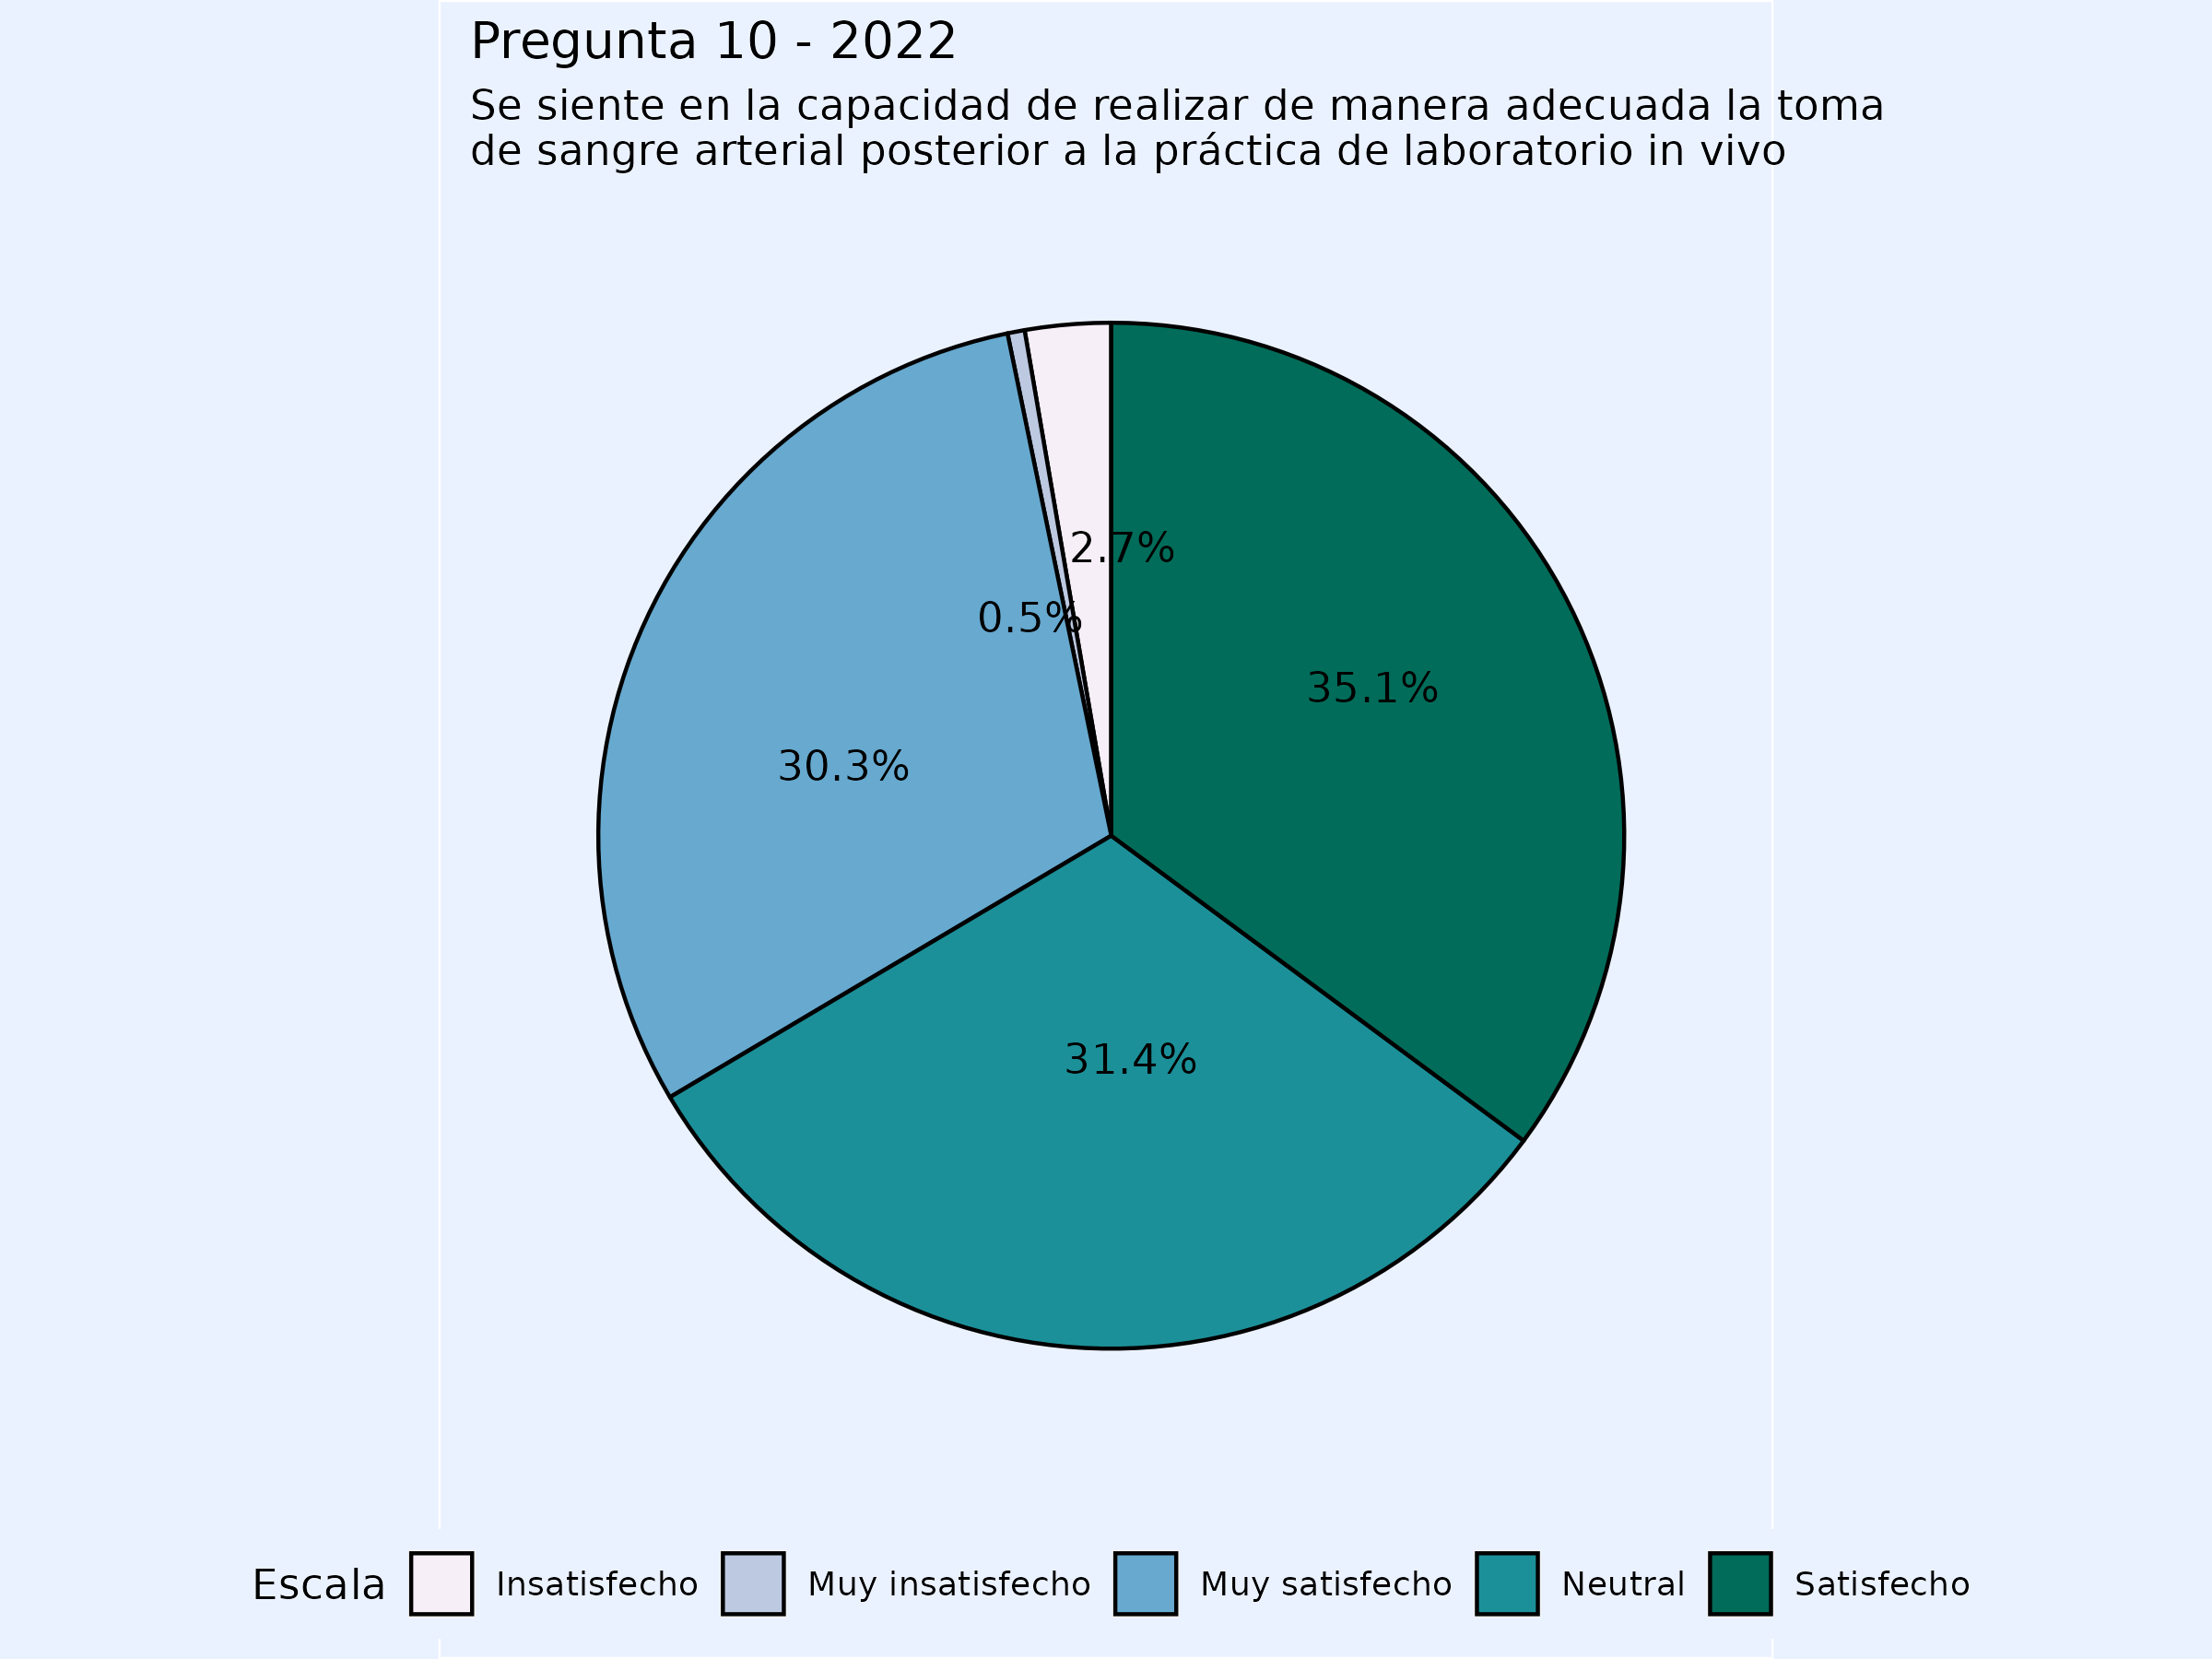 Pregunta 10 - 2022
Se siente en la capacidad de realizar de manera adecuada la toma
de sangre arterial posterior a la práctica de laboratorio in vivo
2.7%
0.5%
35.1%
30.3%
31.4%
Escala Insatisfecho Muy insatisfecho Muy satisfecho Neutral Satisfecho